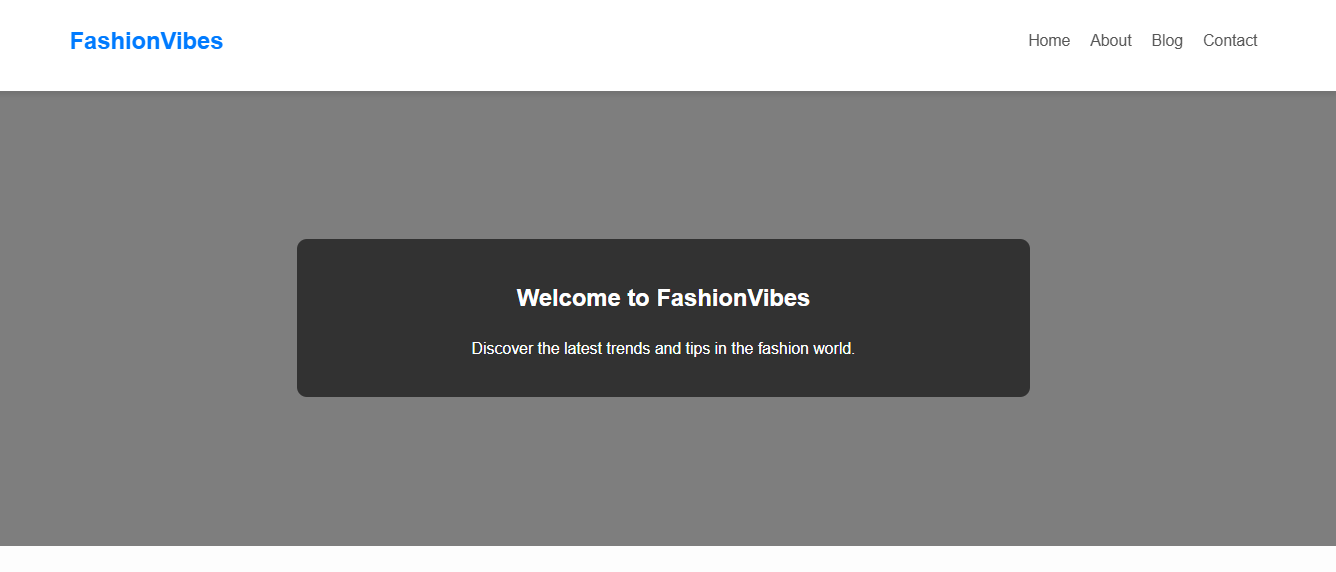 FashionVibes
Home About Blog Contact
Welcome to FashionVibes
Discover the latest trends and tips in the fashion world.